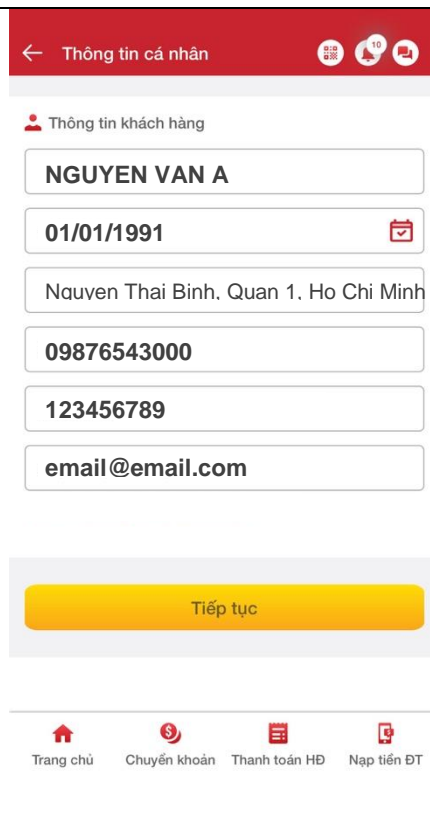 Thông tin cá nhân
10
Thông tin khách hàng
NGUYEN VAN A
01/01/1991
Nguyen Thai Binh, Quan 1, Ho Chi Minh
09876543000
123456789
email@email.com
Tiếp tục
Trang chủ Chuyển khoản Thanh toán HĐ Nạp tiền ĐT